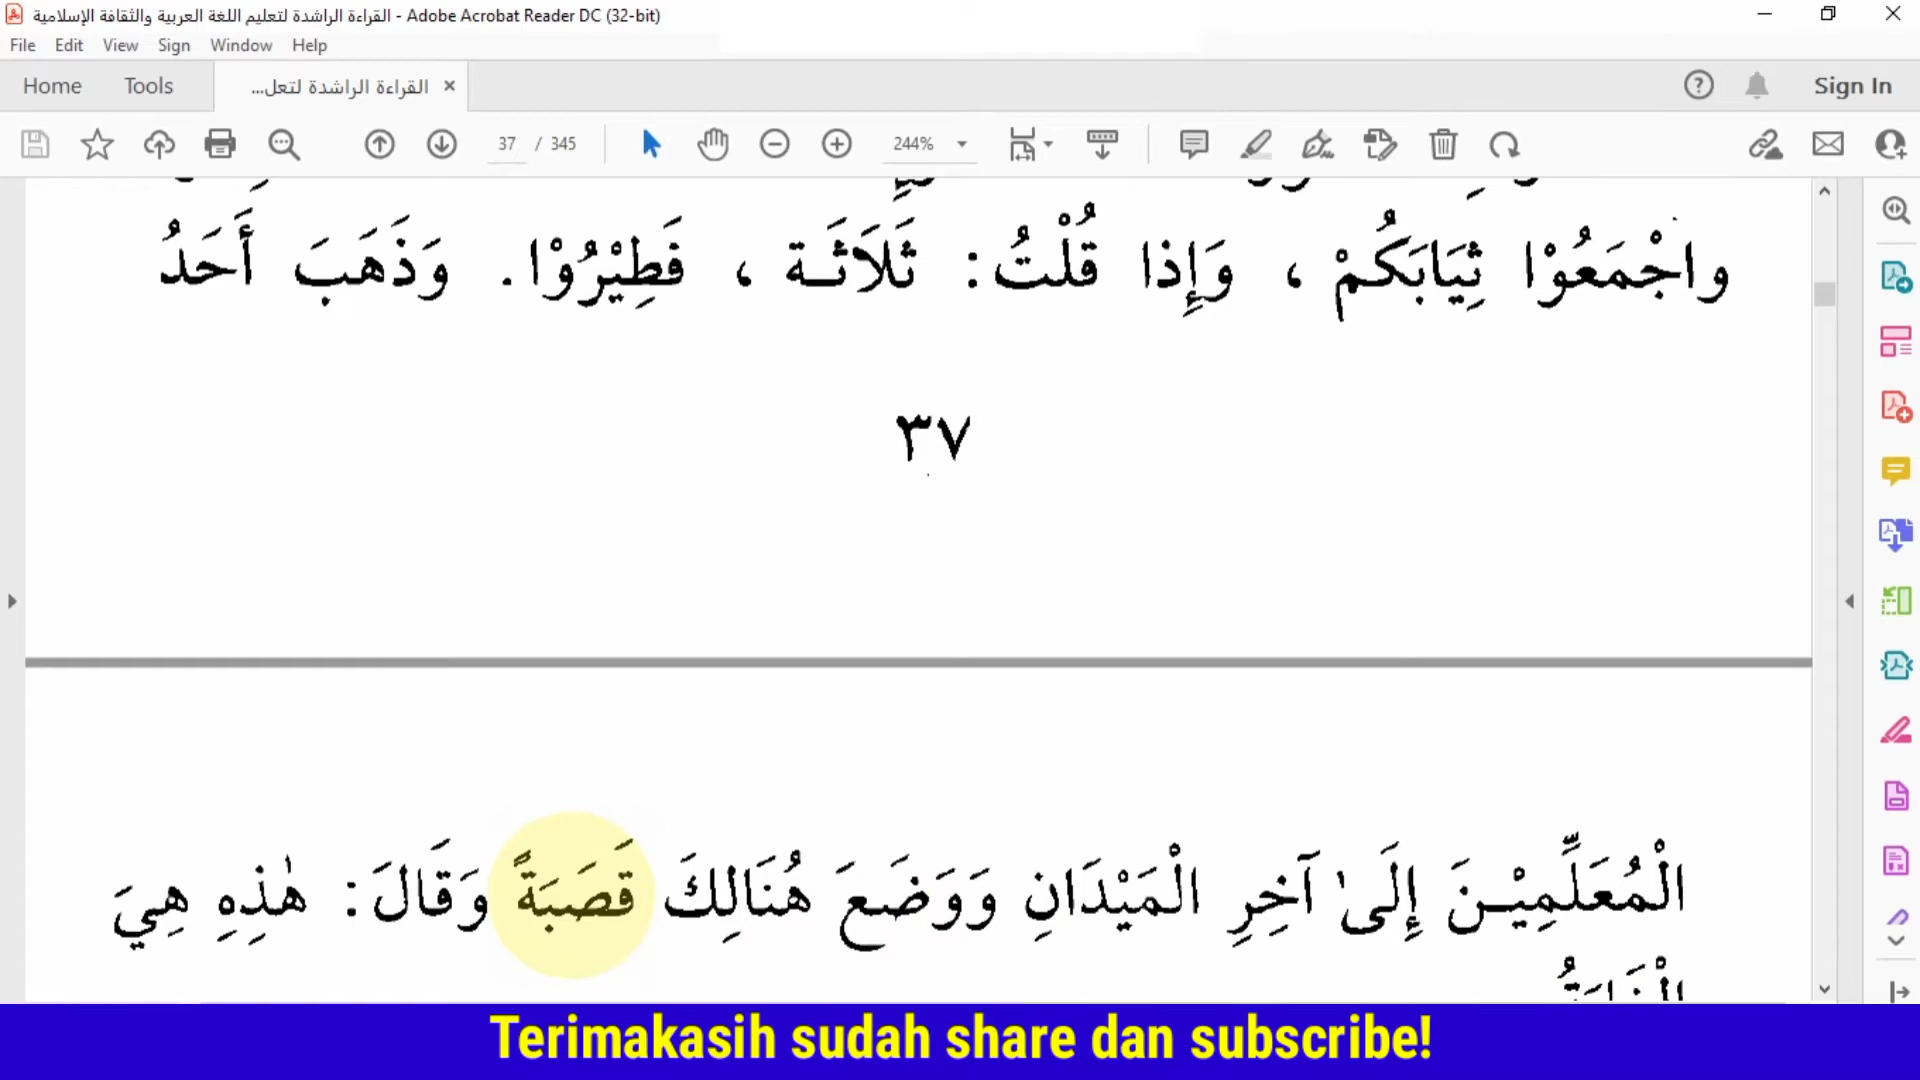 القراءة الراشدة لتعليم اللغة العربية والثقافة الإسلامية - Adobe Acrobat Reader DC (32-bit)
File Edit View Sign Window Help
Home Tools القراءة الراشدة لتعل... × Sign In
37 / 345 244%
واجْمَعُوْا ثِيَابَكُمْ ، وَإِذا قُلْتُ: ثَلَاثَـة ، فَطِيْرُوْا. وَذَهَبَ أَحَدُ
٣٧
الْمُعَلِّمِيْـنَ إِلَىٰ آخِرِ الْمَيْدَانِ وَوَضَعَ هُنَالِكَ قَصَبَةً وَقَالَ: هٰذِهِ هِيَ
Terimakasih sudah share dan subscribe!